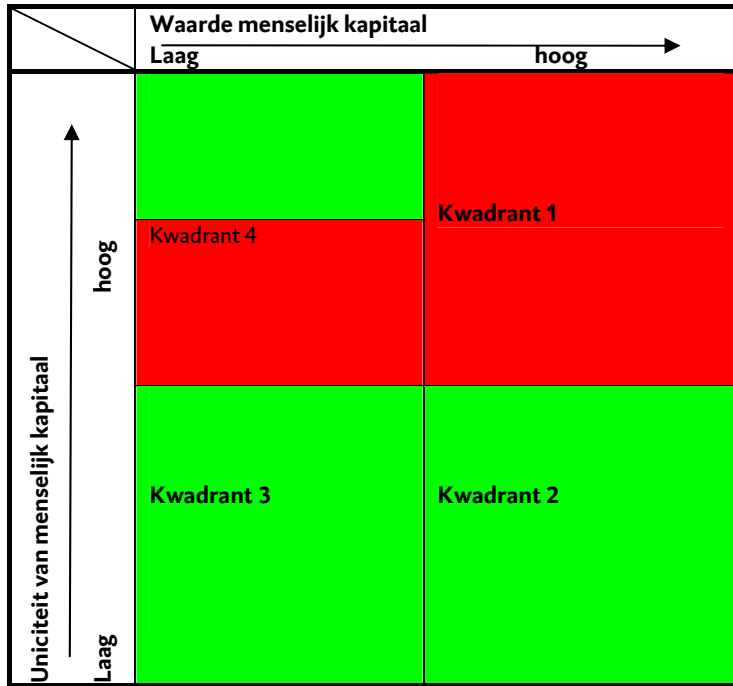 Waarde menselijk kapitaal
Laag hoog
Kwadrant 1
Kwadrant 4
Uniciteit van menselijk kapitaal
Laag hoog
Kwadrant 3
Kwadrant 2